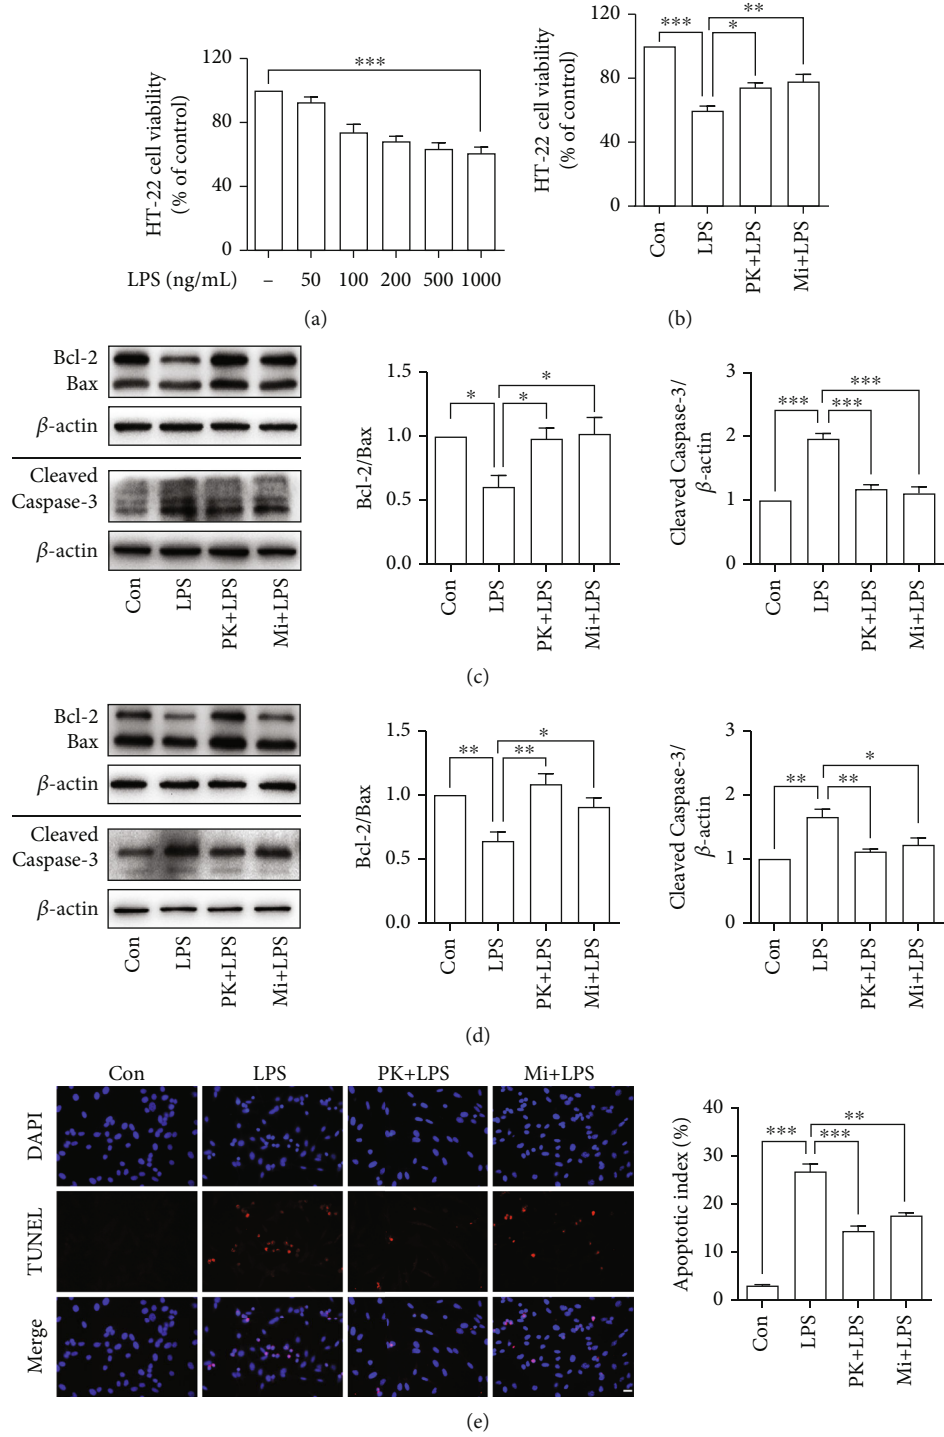 120
80
40
0
HT-22 cell viability
(% of control)
***
LPS (ng/mL) – 50 100 200 500 1000
(a)
120
80
40
0
HT-22 cell viability
(% of control)
*** * **
Con LPS PK+LPS Mi+LPS
(b)
Bcl-2
Bax
β-actin
Cleaved
Caspase-3
β-actin
Con LPS PK+LPS Mi+LPS
1.5
1.0
0.5
0.0
Bcl-2/Bax
* * *
Con LPS PK+LPS Mi+LPS
3
2
1
0
Cleaved Caspase-3/
β-actin
*** *** ***
Con LPS PK+LPS Mi+LPS
(c)
Bcl-2
Bax
β-actin
Cleaved
Caspase-3
β-actin
Con LPS PK+LPS Mi+LPS
1.5
1.0
0.5
0.0
Bcl-2/Bax
** ** *
Con LPS PK+LPS Mi+LPS
3
2
1
0
Cleaved Caspase-3/
β-actin
** ** *
Con LPS PK+LPS Mi+LPS
(d)
Con LPS PK+LPS Mi+LPS
DAPI
TUNEL
Merge
40
30
20
10
0
Apoptotic index (%)
*** *** **
Con LPS PK+LPS Mi+LPS
(e)